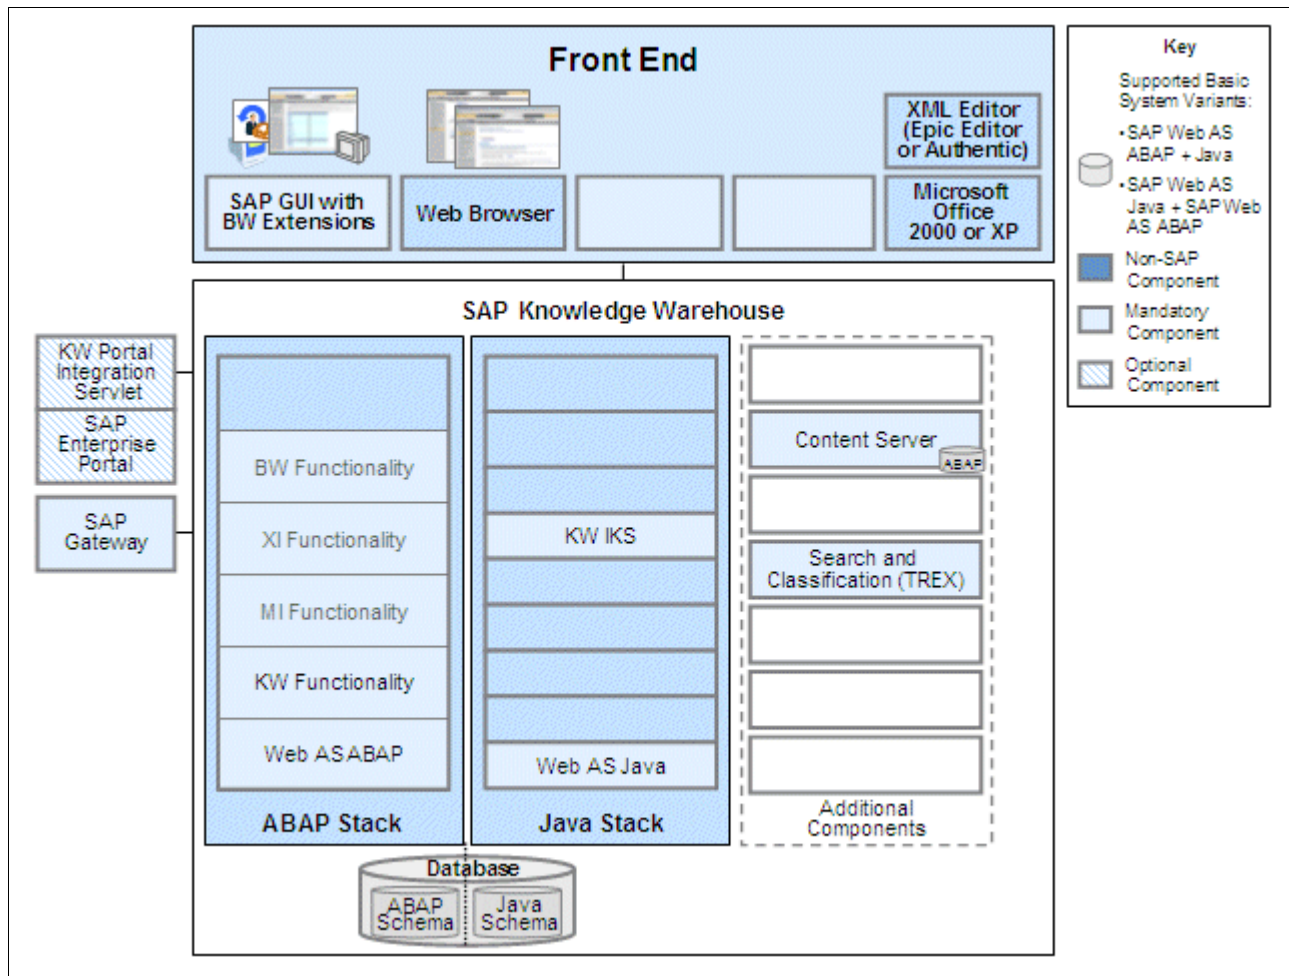 Front End
XML Editor
(Epic Editor
or Authentic)
SAP GUI with
BW Extensions
Web Browser
Microsoft
Office
2000 or XP
Key
Supported Basic
System Variants:
•SAP Web AS
ABAP + Java
•SAP Web AS
Java + SAP Web
AS ABAP
Non-SAP
Component
Mandatory
Component
Optional
Component
SAP Knowledge Warehouse
KW Portal
Integration
Servlet
SAP
Enterprise
Portal
SAP
Gateway
BW Functionality
XI Functionality
MI Functionality
KW Functionality
Web AS ABAP
ABAP Stack
KW IKS
Web AS Java
Java Stack
Content Server
ABAP
Search and
Classification (TREX)
Additional
Components
Database
ABAP
Schema
Java
Schema